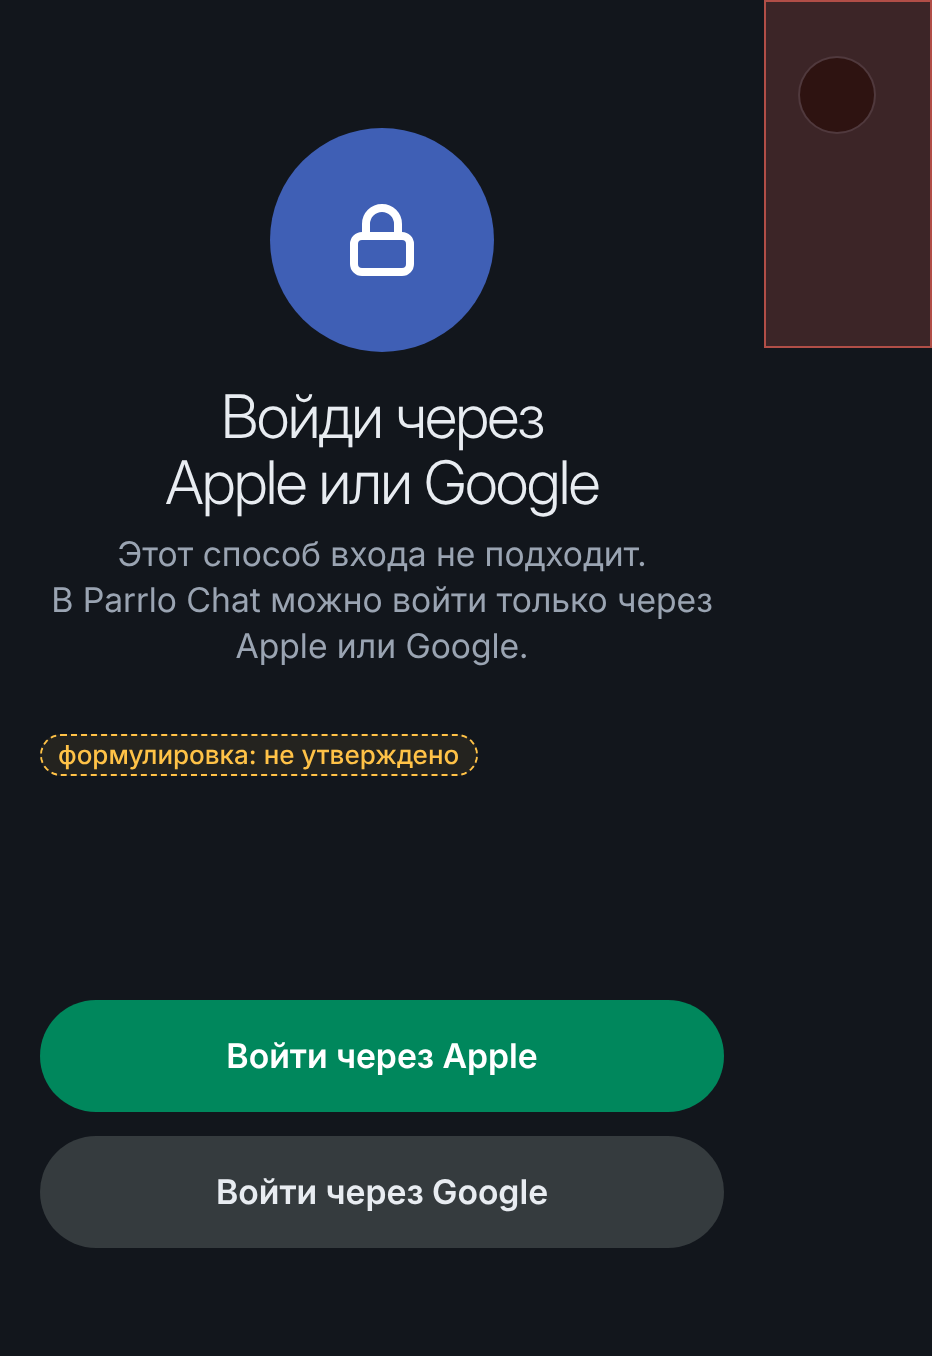 Войди через
Apple или Google
Этот способ входа не подходит.
В Parrlo Chat можно войти только через
Apple или Google.
формулировка: не утверждено
Войти через Apple
Войти через Google